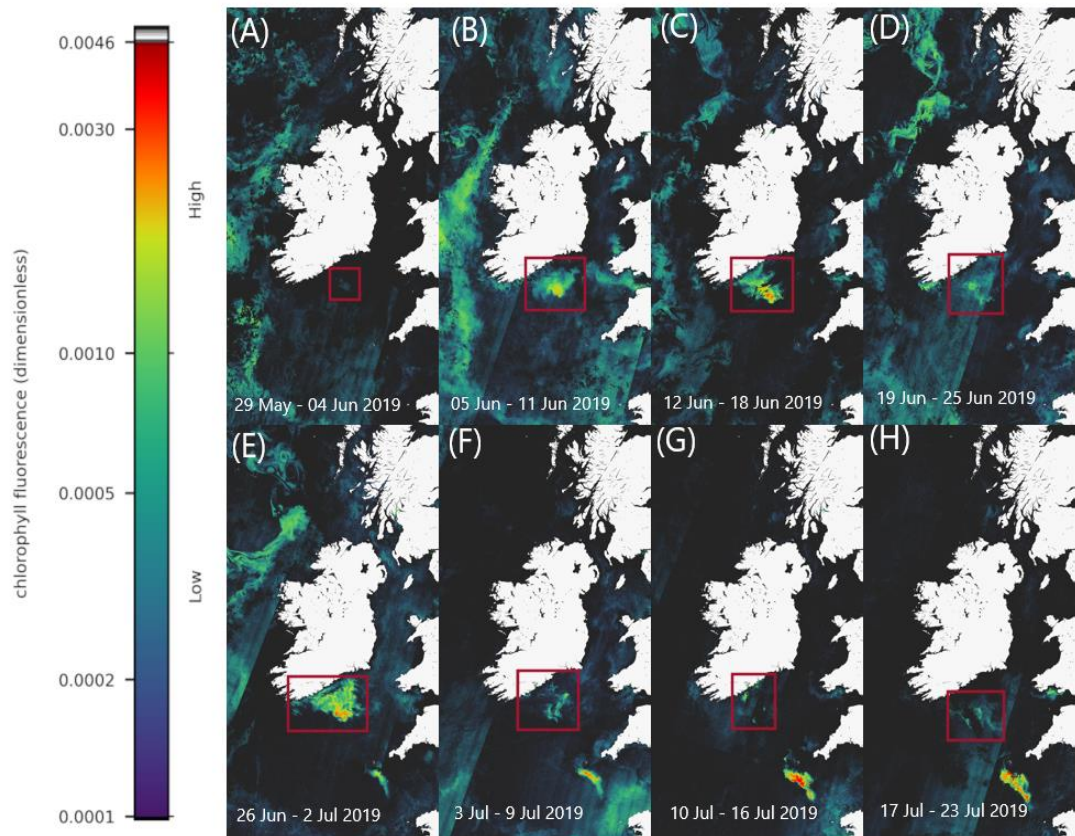 chlorophyll fluorescence (dimensionless)
0.0046
0.0030
0.0010
0.0005
0.0002
0.0001
High
Low
(A)
29 May - 04 Jun 2019
(B)
05 Jun - 11 Jun 2019
(C)
12 Jun - 18 Jun 2019
(D)
19 Jun - 25 Jun 2019
(E)
26 Jun - 2 Jul 2019
(F)
3 Jul - 9 Jul 2019
(G)
10 Jul - 16 Jul 2019
(H)
17 Jul - 23 Jul 2019